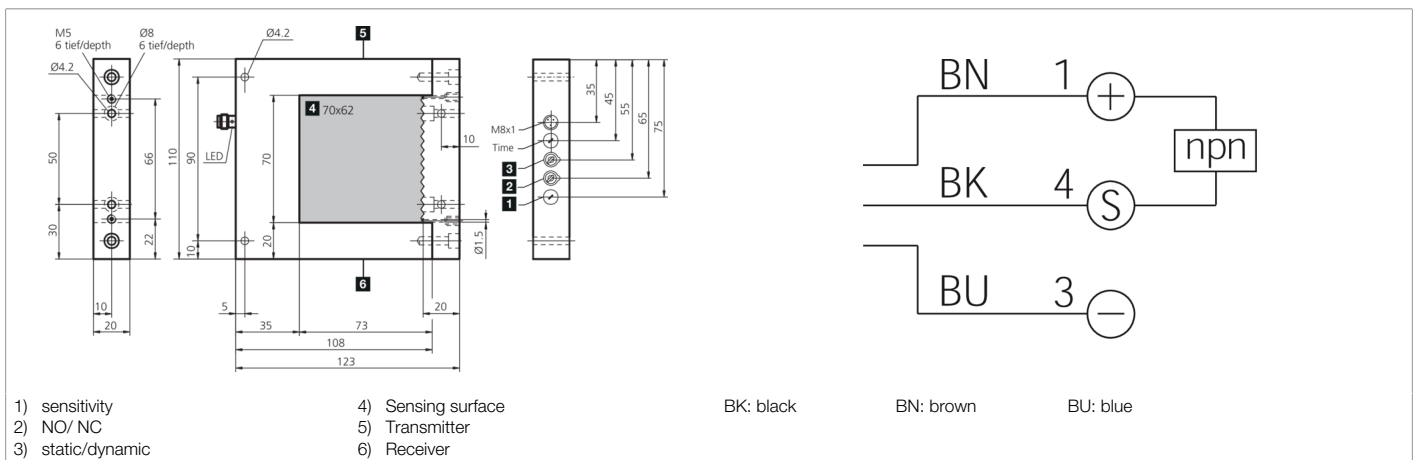 M5
6 tief/depth
Ø8
6 tief/depth
Ø4.2
50
30
66
22
10
20
Ø4.2
5
4 70x62
LED
110
90
10
70
20
10
Ø1.5
6
5
35
73
20
108
123
35
45
55
65
75
M8x1
Time
3
2
1
BN 1 +
npn
BK 4 S
BU 3 −
1) sensitivity
2) NO/ NC
3) static/dynamic
4) Sensing surface
5) Transmitter
6) Receiver
BK: black
BN: brown
BU: blue